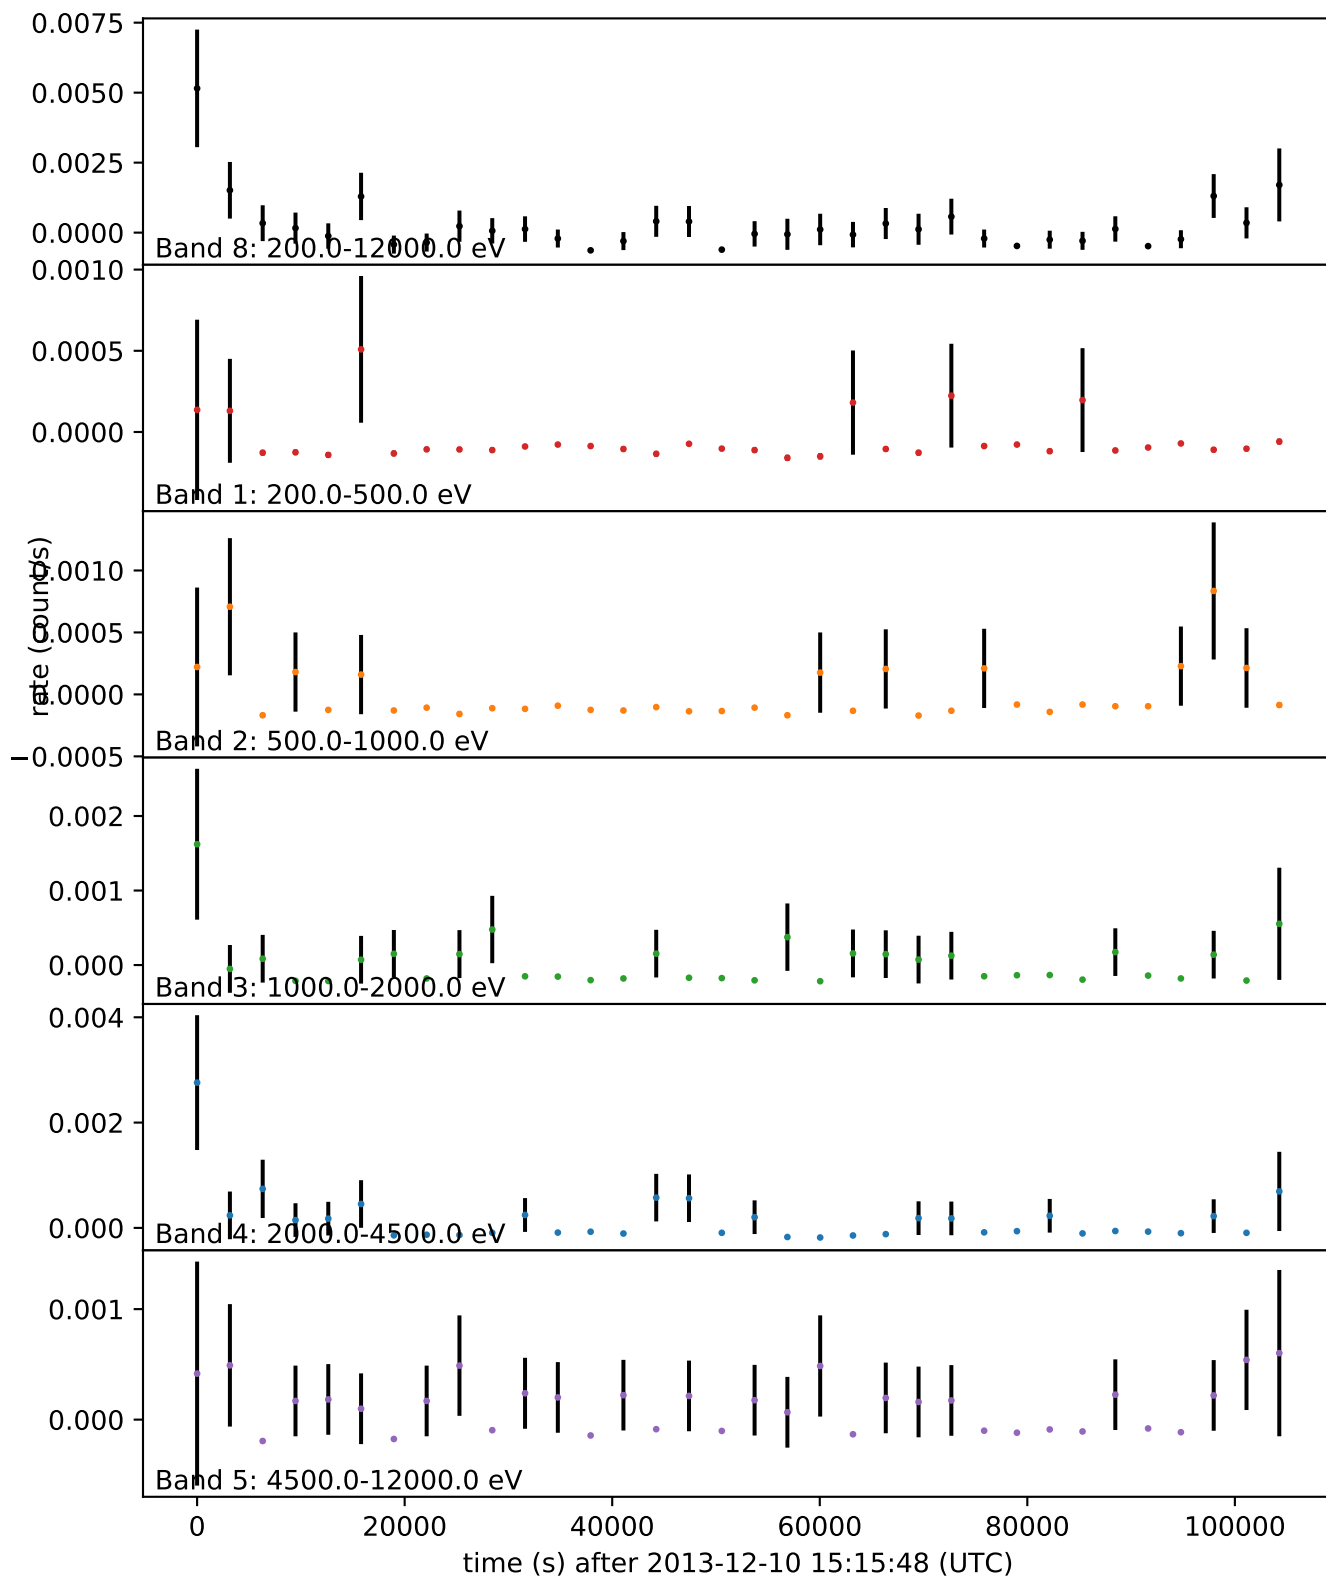 0.0075
0.0050
0.0025
0.0000
Band 8: 200.0-12000.0 eV
0.0010
0.0005
0.0000
Band 1: 200.0-500.0 eV
rate (count/s)
0.0010
0.0005
0.0000
−0.0005
Band 2: 500.0-1000.0 eV
0.002
0.001
0.000
Band 3: 1000.0-2000.0 eV
0.004
0.002
0.000
Band 4: 2000.0-4500.0 eV
0.001
0.000
Band 5: 4500.0-12000.0 eV
0 20000 40000 60000 80000 100000
time (s) after 2013-12-10 15:15:48 (UTC)